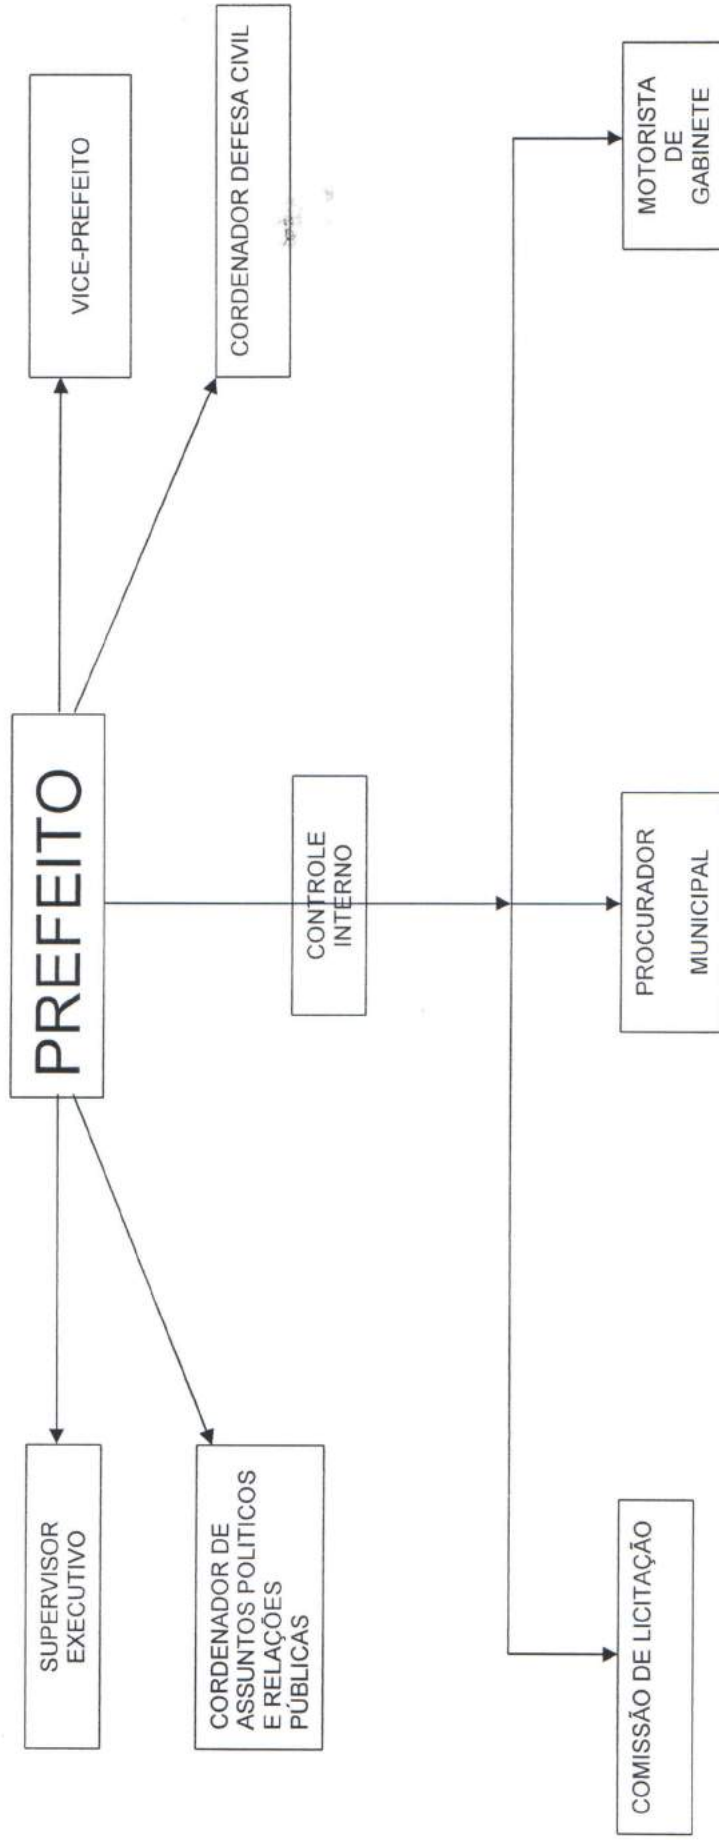 PREFEITO
SUPERVISOR
EXECUTIVO
VICE-PREFEITO
CORDENADOR DE
ASSUNTOS POLITICOS
E RELAÇÕES
PÚBLICAS
CORDENADOR DEFESA CIVIL
CONTROLE
INTERNO
COMISSÃO DE LICITAÇÃO
PROCURADOR
MUNICIPAL
MOTORISTA
DE
GABINETE